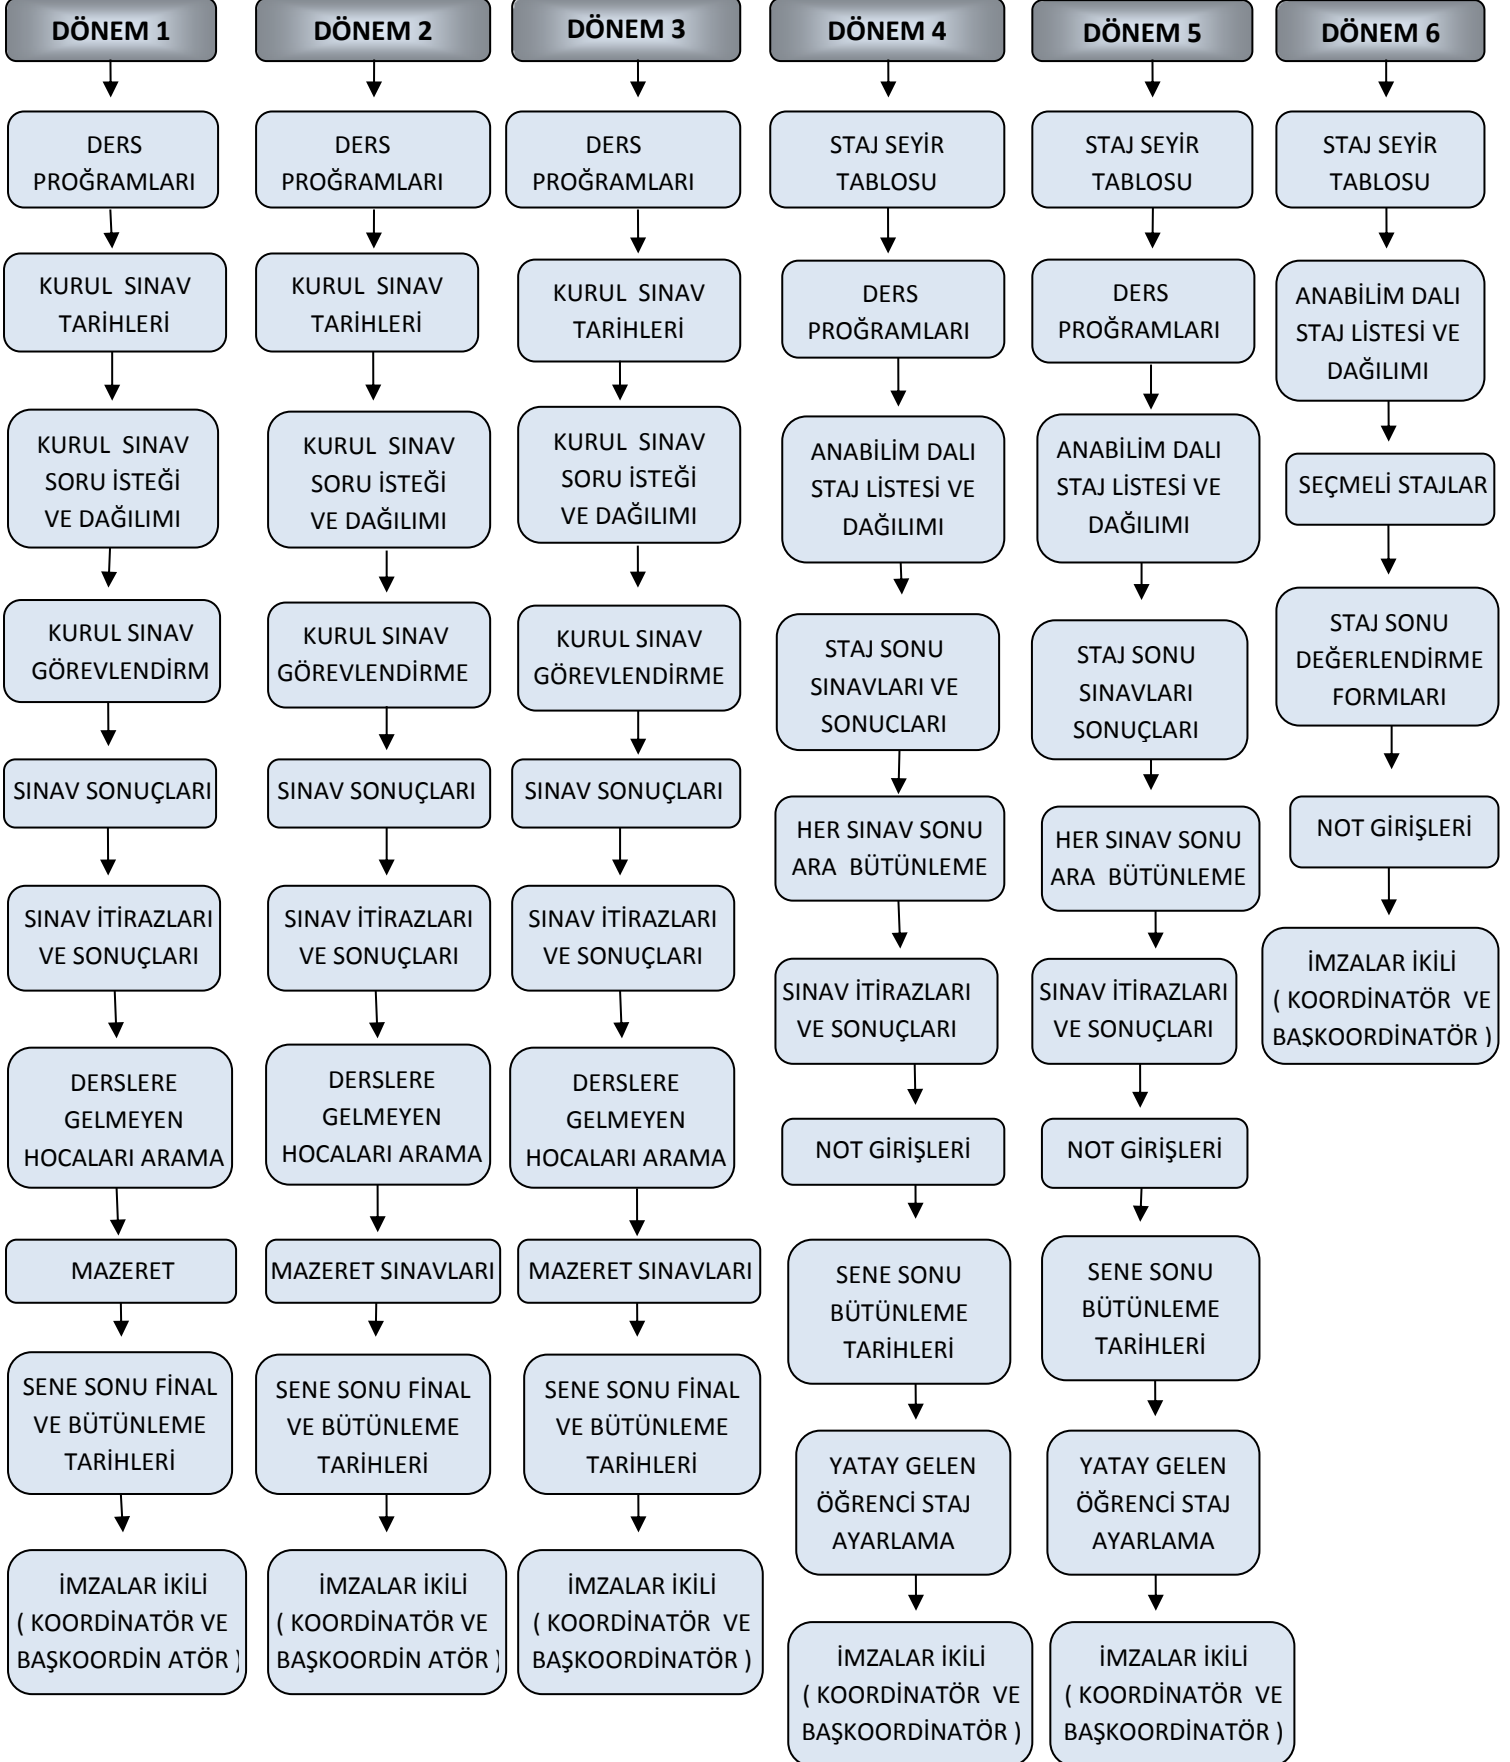 DÖNEM 1
DERS
PROĞRAMLARI
KURUL  SINAV
TARİHLERİ
KURUL  SINAV
SORU İSTEĞİ
VE DAĞILIMI
KURUL SINAV
GÖREVLENDİRM
SINAV SONUÇLARI
SINAV İTİRAZLARI
VE SONUÇLARI
DERSLERE
GELMEYEN
HOCALARI ARAMA
MAZERET
SENE SONU FİNAL
VE BÜTÜNLEME
TARİHLERİ
İMZALAR İKİLİ
( KOORDİNATÖR VE
BAŞKOORDİN ATÖR )
DÖNEM 2
DERS
PROĞRAMLARI
KURUL  SINAV
TARİHLERİ
KURUL  SINAV
SORU İSTEĞİ
VE DAĞILIMI
KURUL SINAV
GÖREVLENDİRME
SINAV SONUÇLARI
SINAV İTİRAZLARI
VE SONUÇLARI
DERSLERE
GELMEYEN
HOCALARI ARAMA
MAZERET SINAVLARI
SENE SONU FİNAL
VE BÜTÜNLEME
TARİHLERİ
İMZALAR İKİLİ
( KOORDİNATÖR VE
BAŞKOORDİN ATÖR )
DÖNEM 3
DERS
PROĞRAMLARI
KURUL  SINAV
TARİHLERİ
KURUL  SINAV
SORU İSTEĞİ
VE DAĞILIMI
KURUL SINAV
GÖREVLENDİRME
SINAV SONUÇLARI
SINAV İTİRAZLARI
VE SONUÇLARI
DERSLERE
GELMEYEN
HOCALARI ARAMA
MAZERET SINAVLARI
SENE SONU FİNAL
VE BÜTÜNLEME
TARİHLERİ
İMZALAR İKİLİ
( KOORDİNATÖR  VE
BAŞKOORDİNATÖR )
DÖNEM 4
STAJ SEYİR
TABLOSU
DERS
PROĞRAMLARI
ANABİLİM DALI
STAJ LİSTESİ VE
DAĞILIMI
STAJ SONU
SINAVLARI VE
SONUCLARI
HER SINAV SONU
ARA  BÜTÜNLEME
SINAV İTİRAZLARI
VE SONUÇLARI
NOT GİRİŞLERİ
SENE SONU
BÜTÜNLEME
TARİHLERİ
YATAY GELEN
ÖĞRENCİ STAJ
AYARLAMA
İMZALAR İKİLİ
( KOORDİNATÖR  VE
BAŞKOORDİNATÖR )
DÖNEM 5
STAJ SEYİR
TABLOSU
DERS
PROĞRAMLARI
ANABİLİM DALI
STAJ LİSTESİ VE
DAĞILIMI
STAJ SONU
SINAVLARI
SONUÇLARI
HER SINAV SONU
ARA  BÜTÜNLEME
SINAV İTİRAZLARI
VE SONUÇLARI
NOT GİRİŞLERİ
SENE SONU
BÜTÜNLEME
TARİHLERİ
YATAY GELEN
ÖĞRENCİ STAJ
AYARLAMA
İMZALAR İKİLİ
( KOORDİNATÖR  VE
BAŞKOORDİNATÖR )
DÖNEM 6
STAJ SEYİR
TABLOSU
ANABİLİM DALI
STAJ LİSTESİ VE
DAĞILIMI
SEÇMELİ STAJLAR
STAJ SONU
DEĞERLENDİRME
FORMLARI
NOT GİRİŞLERİ
İMZALAR İKİLİ
( KOORDİNATÖR  VE
BAŞKOORDİNATÖR )